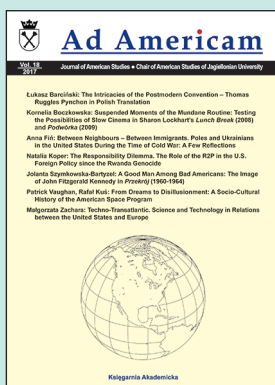 Ad Americam
Vol. 18
2017
Journal of American Studies ● Chair of American Studies of Jagiellonian University
Łukasz Barciński: The Intricacies of the Postmodern Convention – Thomas
Ruggles Pynchon in Polish Translation
Kornelia Boczkowska: Suspended Moments of the Mundane Routine: Testing
the Possibilities of Slow Cinema in Sharon Lockhart's Lunch Break (2008)
and Podwórka (2009)
Anna Fiń: Between Neighbours – Between Immigrants. Poles and Ukrainians
in the United States During the Time of Cold War: A Few Reflections
Natalia Koper: The Responsibility Dilemma. The Role of the R2P in the U.S.
Foreign Policy since the Rwanda Genocide
Jolanta Szymkowska-Bartyzel: A Good Man Among Bad Americans: The Image
of John Fitzgerald Kennedy in Przekrój (1960-1964)
Patrick Vaughan, Rafał Kuś: From Dreams to Disillusionment: A Socio-Cultural
History of the American Space Program
Małgorzata Zachara: Techno-Transatlantic. Science and Technology in Relations
between the United States and Europe
Księgarnia Akademicka